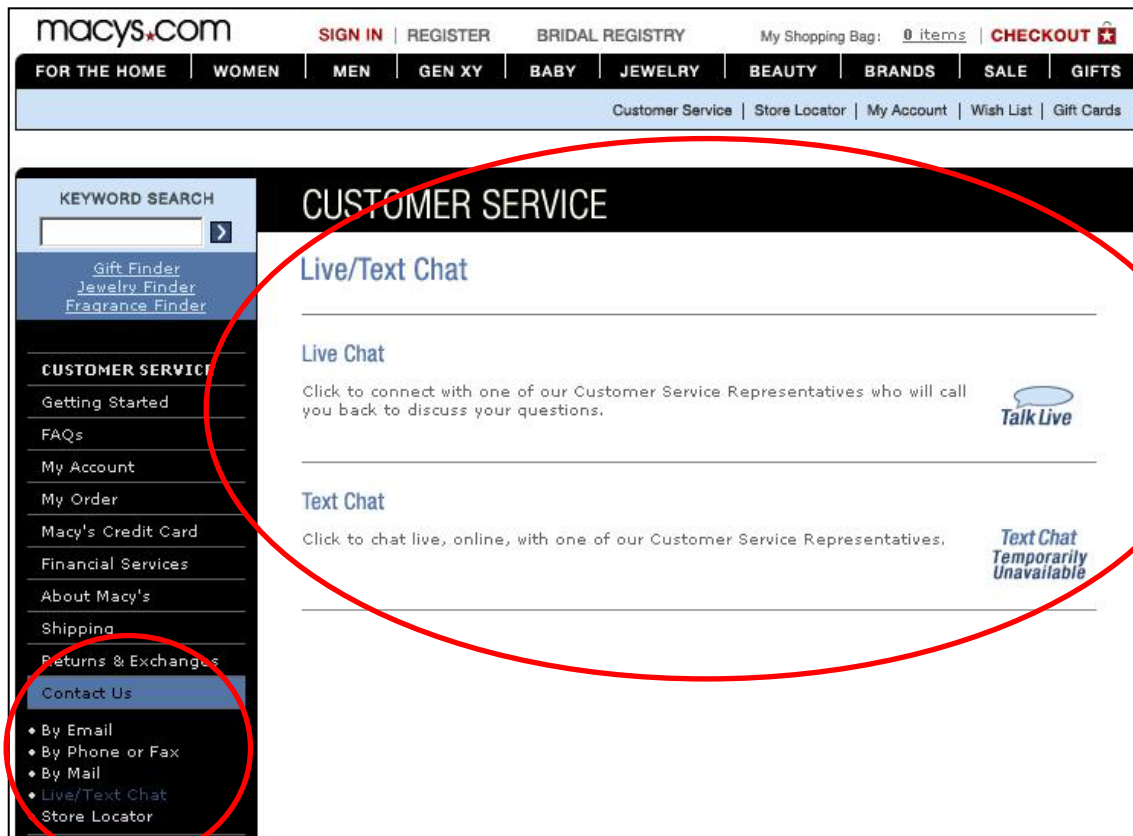 macys.com
SIGN IN | REGISTER BRIDAL REGISTRY My Shopping Bag: 0 items | CHECKOUT
FOR THE HOME | WOMEN | MEN | GEN XY | BABY | JEWELRY | BEAUTY | BRANDS | SALE | GIFTS
Customer Service | Store Locator | My Account | Wish List | Gift Cards
KEYWORD SEARCH
Gift Finder
Jewelry Finder
Fragrance Finder
CUSTOMER SERVICE
Getting Started
FAQs
My Account
My Order
Macy's Credit Card
Financial Services
About Macy's
Shipping
Returns & Exchanges
Contact Us
• By Email
• By Phone or Fax
• By Mail
• Live/Text Chat
• Store Locator
CUSTOMER SERVICE
Live/Text Chat
Live Chat
Click to connect with one of our Customer Service Representatives who will call
you back to discuss your questions.
Talk Live
Text Chat
Click to chat live, online, with one of our Customer Service Representatives.
Text Chat
Temporarily
Unavailable